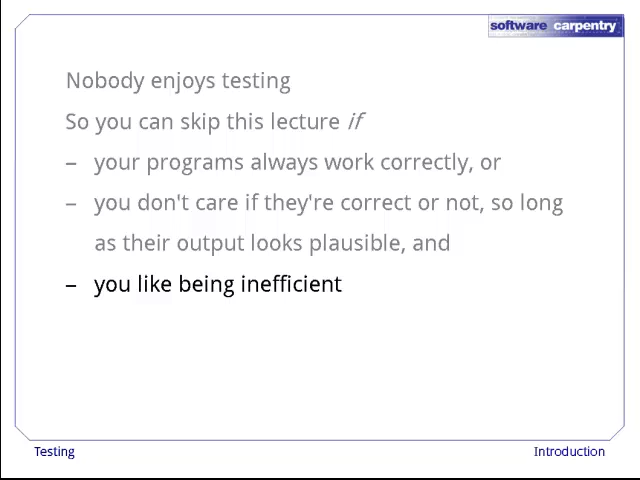 software carpentry
Nobody enjoys testing
So you can skip this lecture if
– your programs always work correctly, or
– you don't care if they're correct or not, so long
as their output looks plausible, and
– you like being inefficient
Testing
Introduction